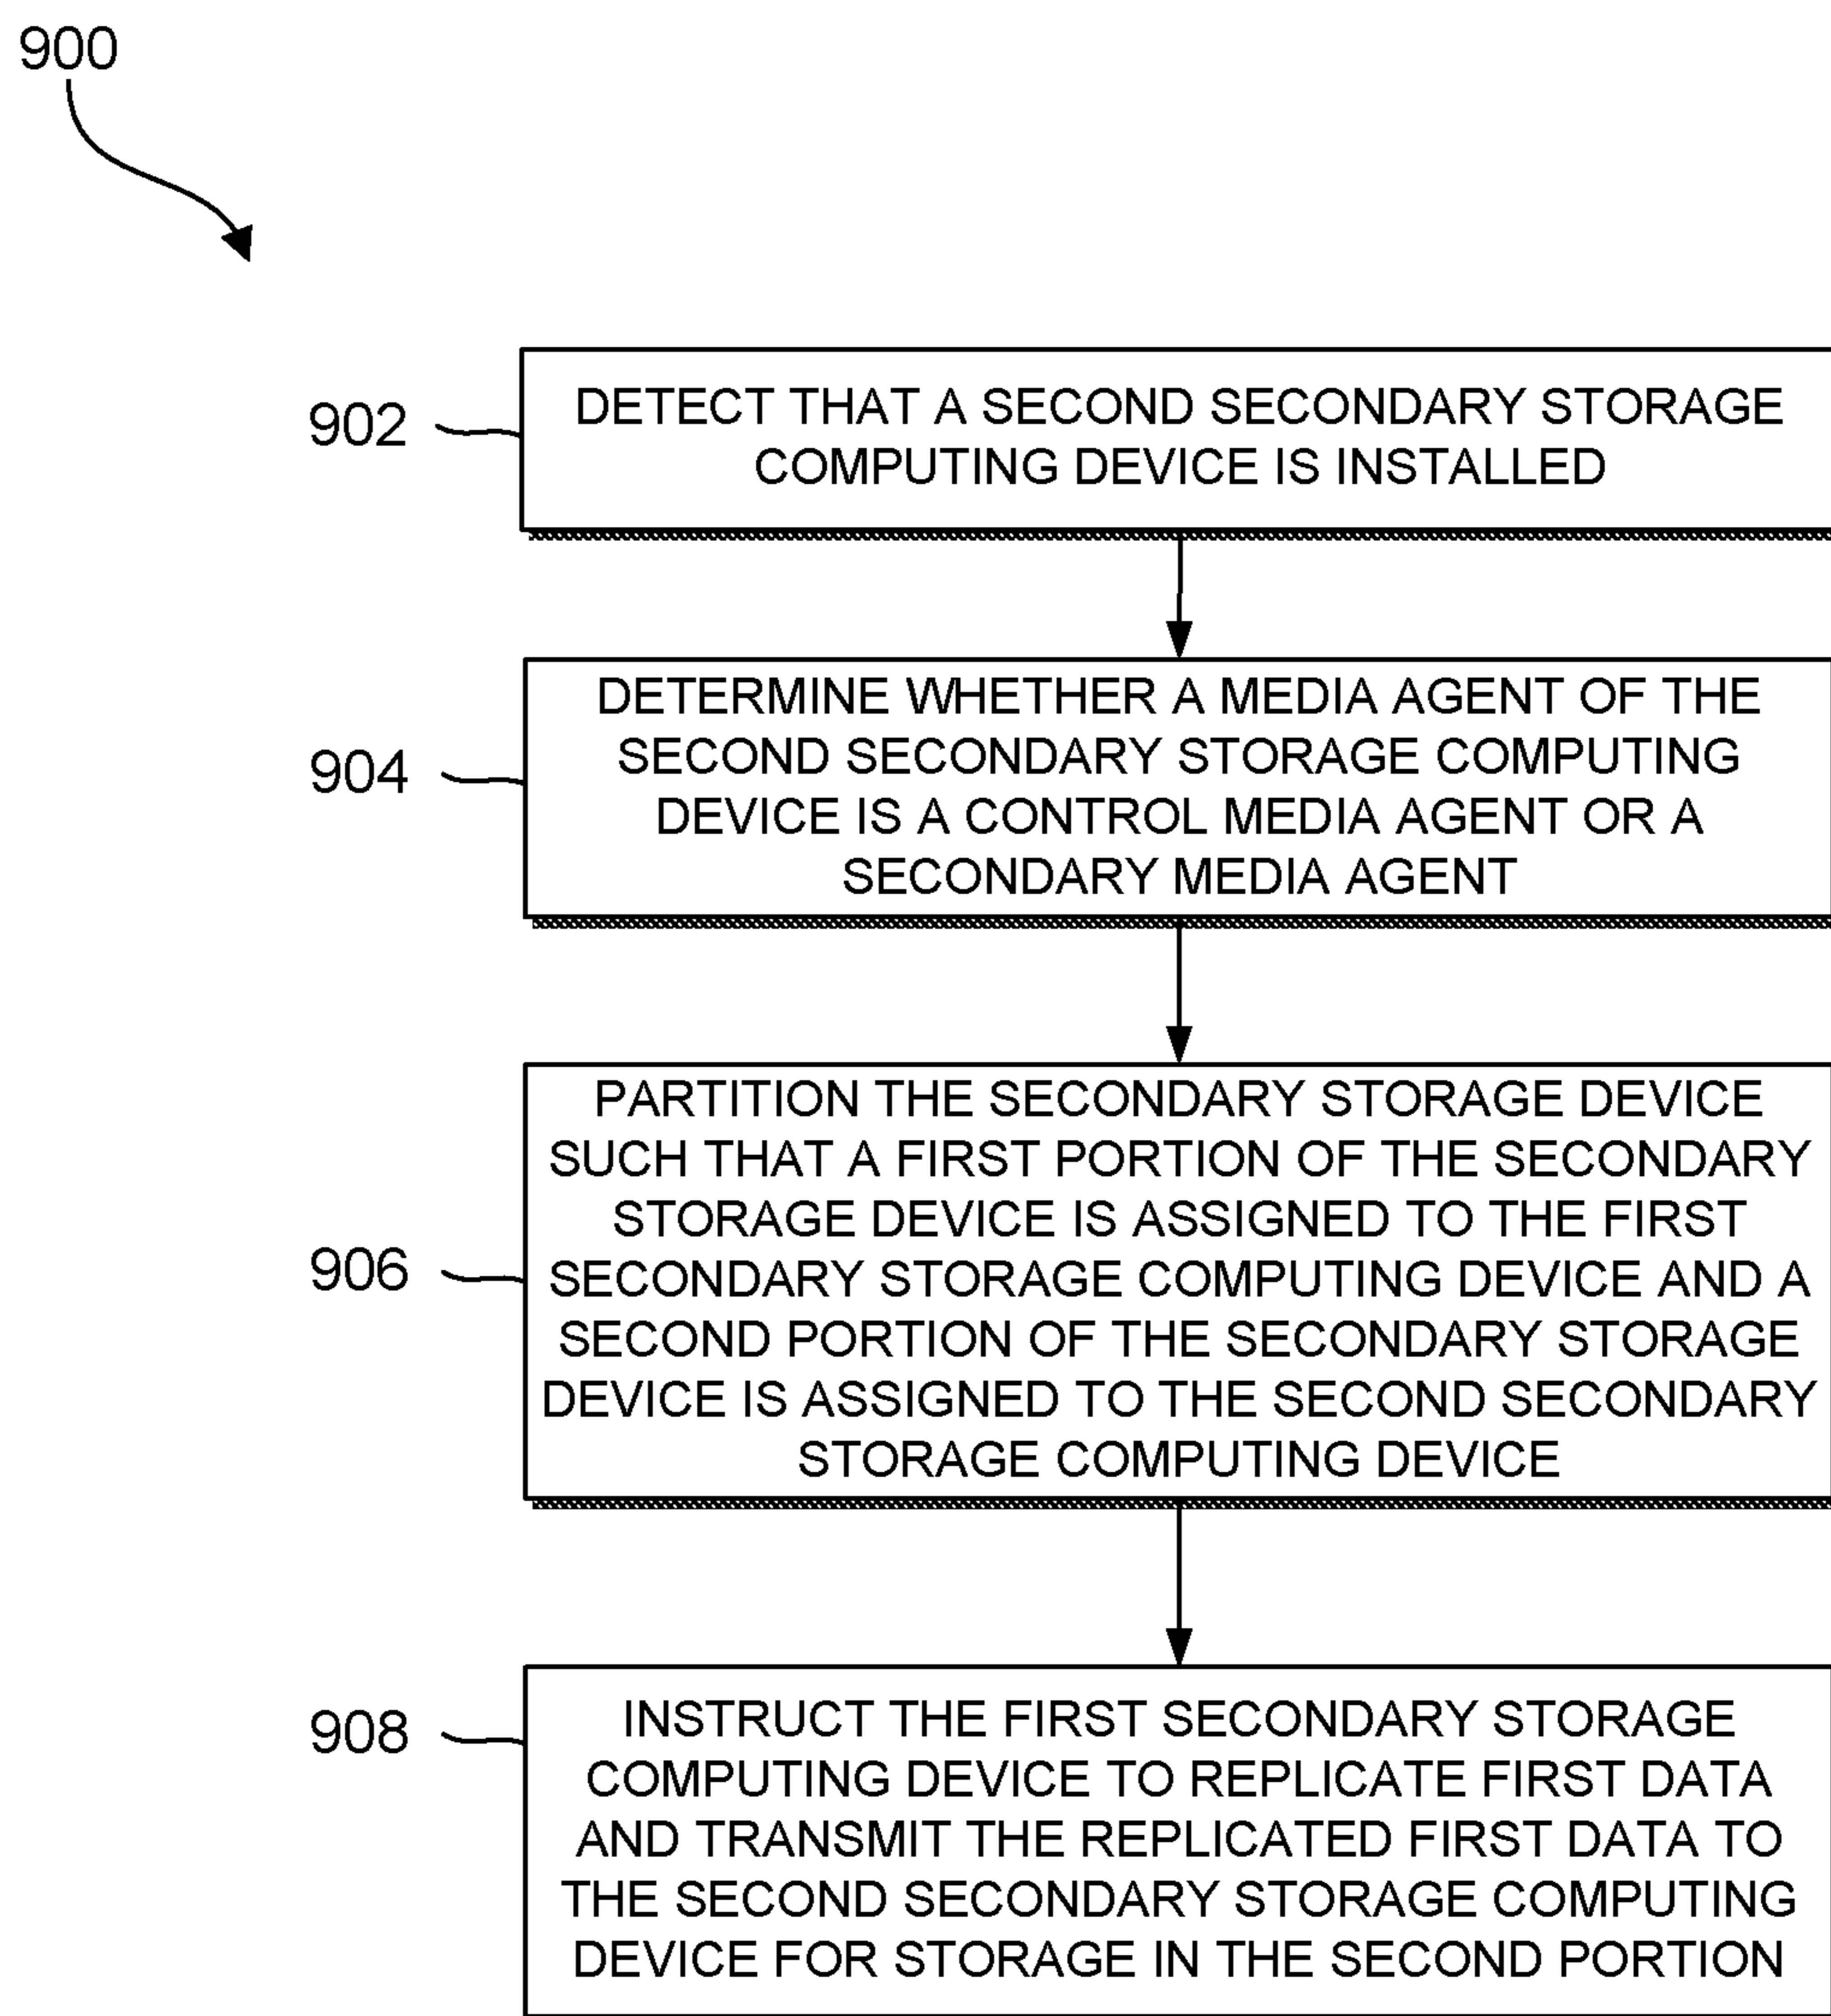 900
902
DETECT THAT A SECOND SECONDARY STORAGE
COMPUTING DEVICE IS INSTALLED
904
DETERMINE WHETHER A MEDIA AGENT OF THE
SECOND SECONDARY STORAGE COMPUTING
DEVICE IS A CONTROL MEDIA AGENT OR A
SECONDARY MEDIA AGENT
906
PARTITION THE SECONDARY STORAGE DEVICE
SUCH THAT A FIRST PORTION OF THE SECONDARY
STORAGE DEVICE IS ASSIGNED TO THE FIRST
SECONDARY STORAGE COMPUTING DEVICE AND A
SECOND PORTION OF THE SECONDARY STORAGE
DEVICE IS ASSIGNED TO THE SECOND SECONDARY
STORAGE COMPUTING DEVICE
908
INSTRUCT THE FIRST SECONDARY STORAGE
COMPUTING DEVICE TO REPLICATE FIRST DATA
AND TRANSMIT THE REPLICATED FIRST DATA TO
THE SECOND SECONDARY STORAGE COMPUTING
DEVICE FOR STORAGE IN THE SECOND PORTION